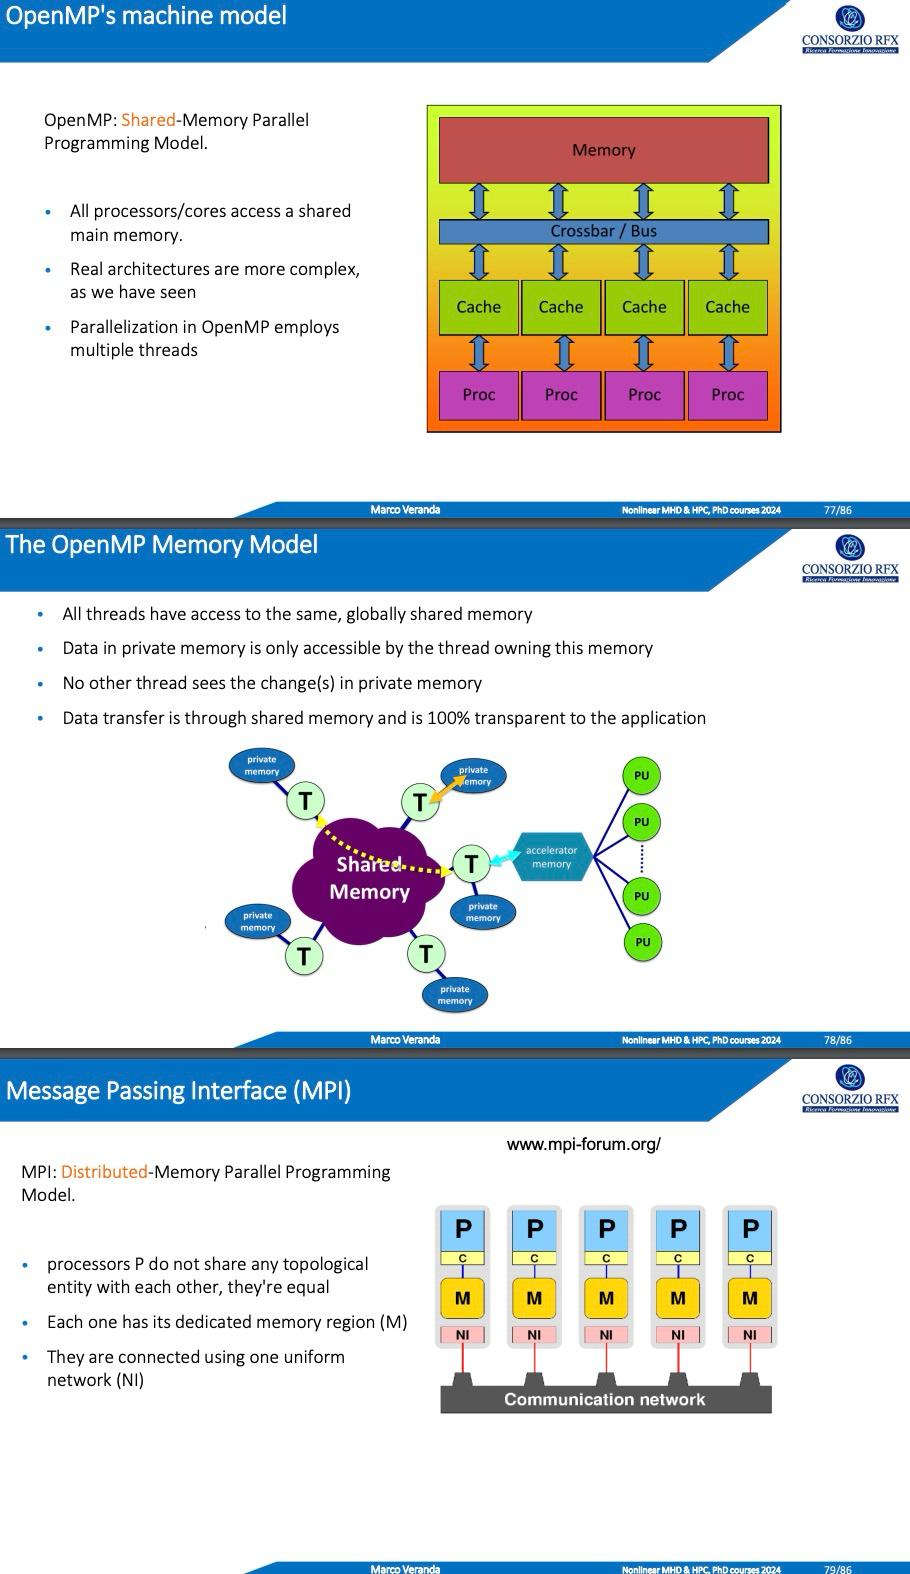 OpenMP's machine model
CONSORZIO RFX
Ricerca Formazione Innovazione
OpenMP: Shared-Memory Parallel
Programming Model.
• All processors/cores access a shared
main memory.
• Real architectures are more complex,
as we have seen
• Parallelization in OpenMP employs
multiple threads
Memory
Crossbar / Bus
Cache Cache Cache Cache
Proc Proc Proc Proc
Marco Veranda Nonlinear MHD & HPC, PhD courses 2024 77/86
The OpenMP Memory Model
CONSORZIO RFX
Ricerca Formazione Innovazione
• All threads have access to the same, globally shared memory
• Data in private memory is only accessible by the thread owning this memory
• No other thread sees the change(s) in private memory
• Data transfer is through shared memory and is 100% transparent to the application
private
memory
T
private
emory
T
PU
PU
Shared
Memory
T
accelerator
memory
PU
private
memory
private
memory
T
T
PU
private
memory
Marco Veranda Nonlinear MHD & HPC, PhD courses 2024 78/86
Message Passing Interface (MPI)
CONSORZIO RFX
Ricerca Formazione Innovazione
www.mpi-forum.org/
MPI: Distributed-Memory Parallel Programming
Model.
• processors P do not share any topological
entity with each other, they're equal
• Each one has its dedicated memory region (M)
• They are connected using one uniform
network (NI)
P P P P P
C C C C C
M M M M M
NI NI NI NI NI
Communication network
Marco Veranda Nonlinear MHD & HPC, PhD courses 2024 79/86